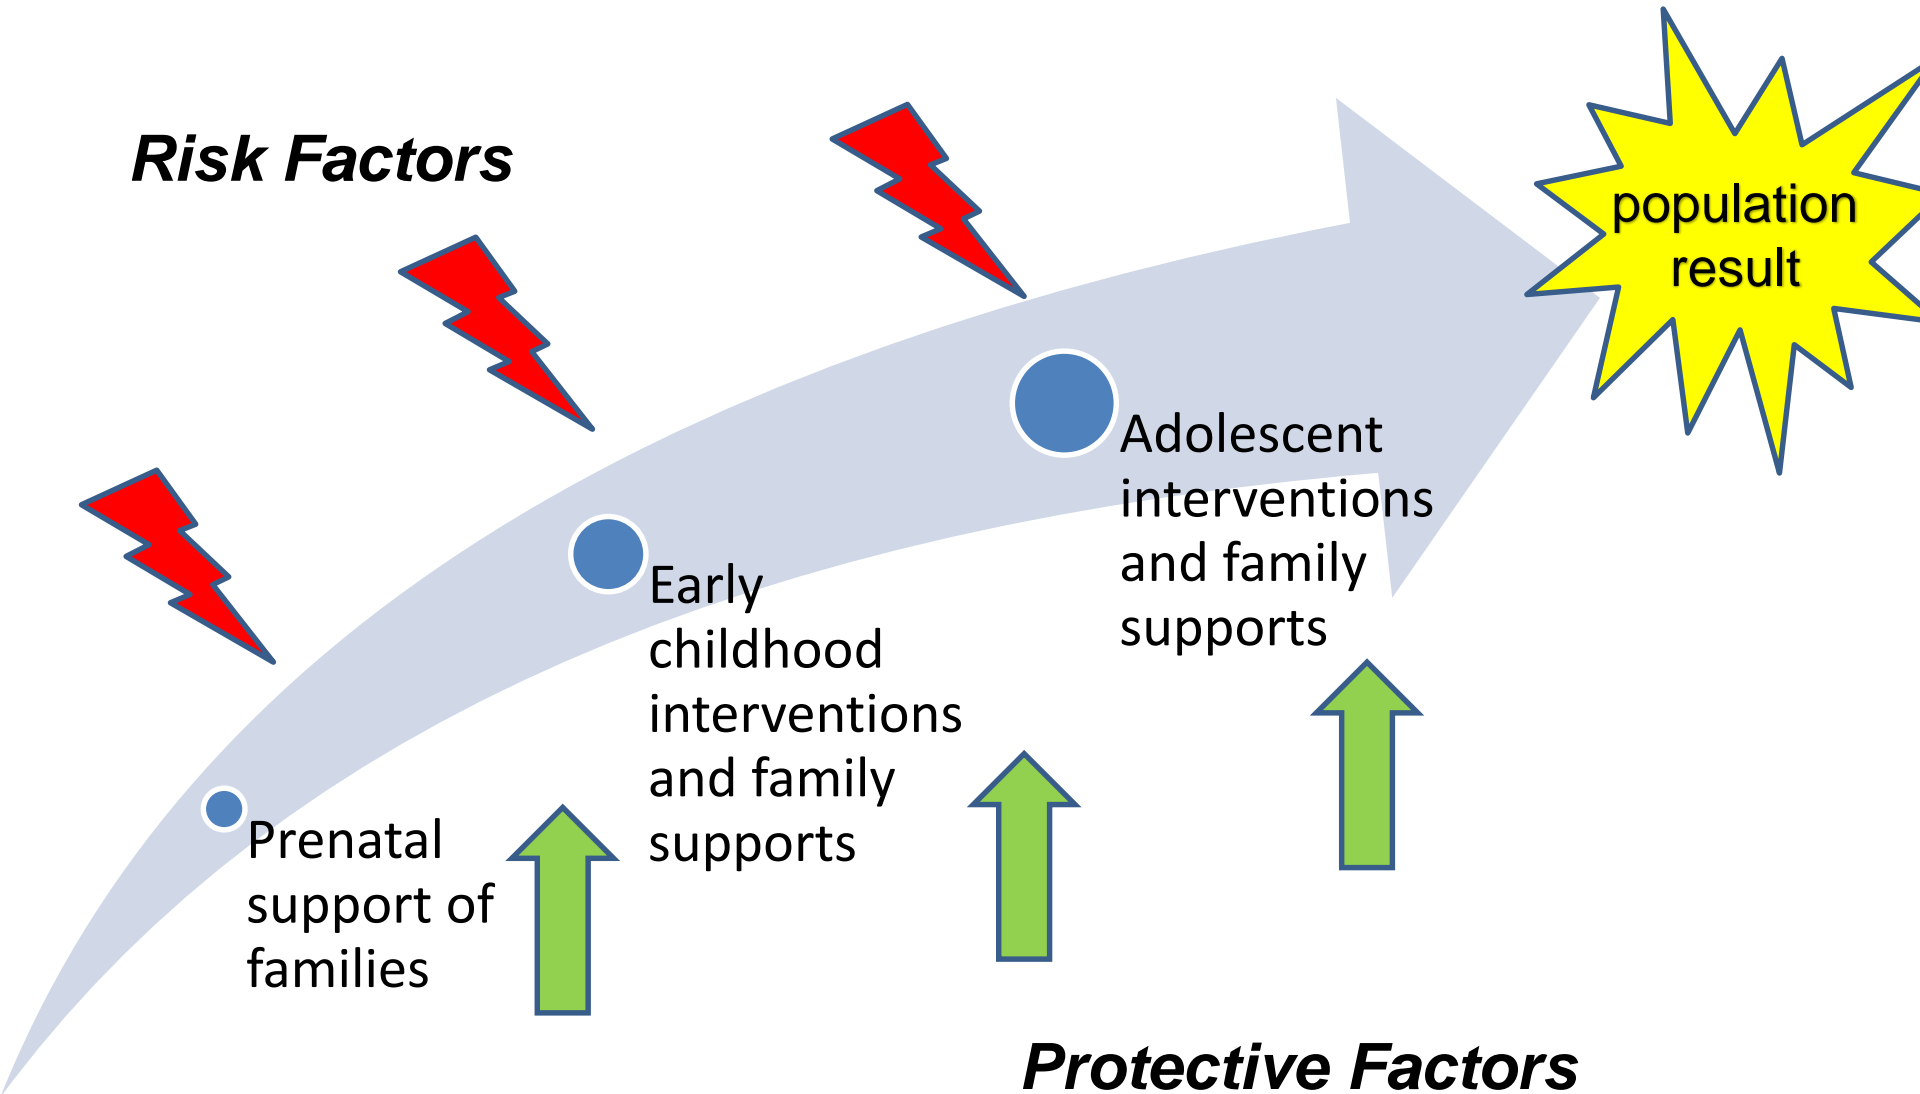 Risk Factors
population
result
Adolescent
interventions
and family
supports
Early
childhood
interventions
and family
supports
Prenatal
support of
families
Protective Factors